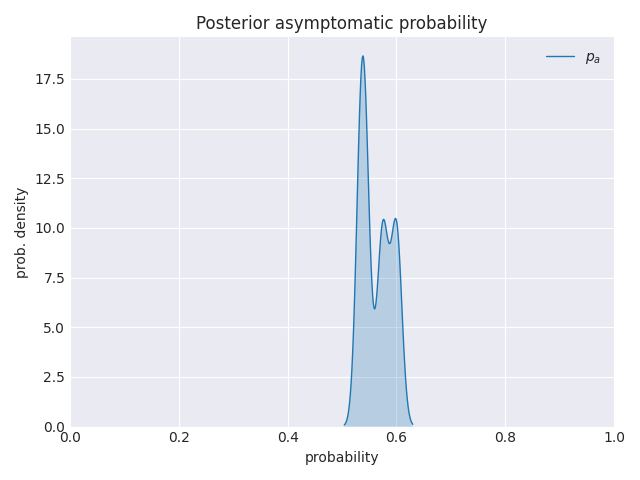 Posterior asymptomatic probability
pₐ
17.5
15.0
12.5
10.0
7.5
5.0
2.5
0.0
prob. density
0.0 0.2 0.4 0.6 0.8 1.0
probability